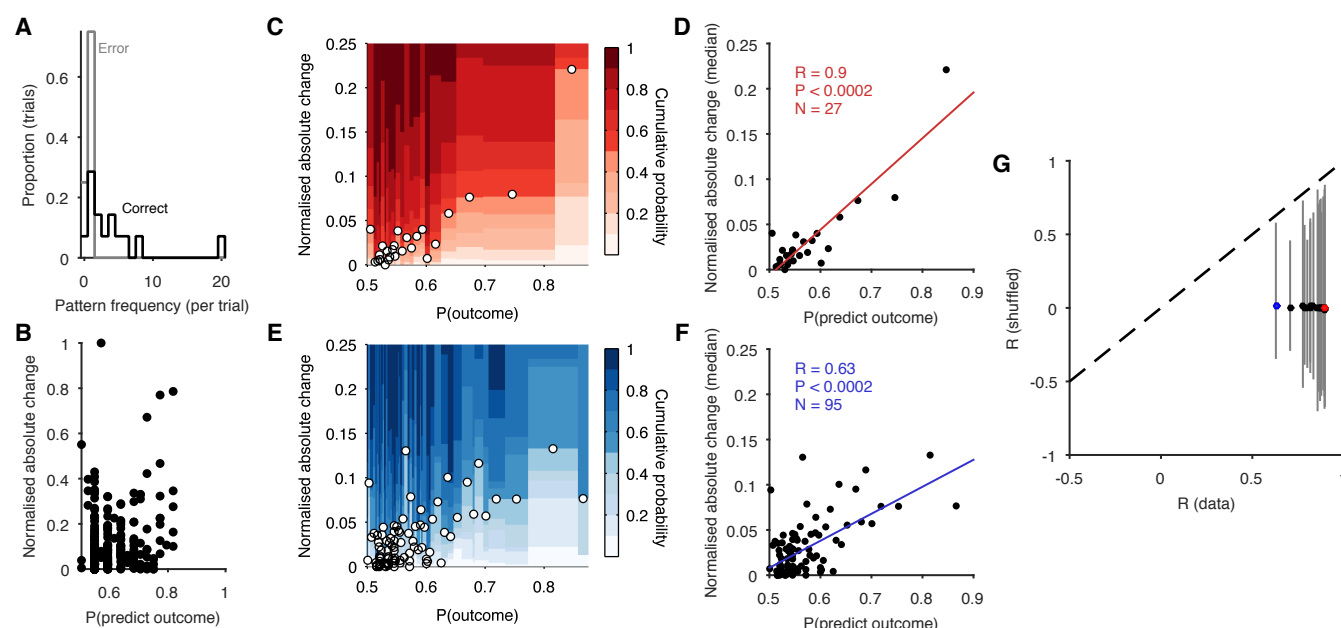 A
Error
Correct
Proportion (trials)
0.6
0.4
0.2
0
0
10
20
Pattern frequency (per trial)
B
Normalised absolute change
1
0.8
0.6
0.4
0.2
0
0.6
0.8
1
P(predict outcome)
C
Normalised absolute change
0.25
0.2
0.15
0.1
0.05
0
0.5
0.6
0.7
0.8
P(outcome)
1
0.8
0.6
0.4
0.2
Cumulative probability
D
Normalised absolute change (median)
0.25
0.2
0.15
0.1
0.05
0
R = 0.9
P < 0.0002
N = 27
0.5
0.6
0.7
0.8
0.9
P(predict outcome)
E
Normalised absolute change
0.25
0.2
0.15
0.1
0.05
0
0.5
0.6
0.7
0.8
P(outcome)
1
0.8
0.6
0.4
0.2
Cumulative probability
F
Normalised absolute change (median)
0.25
0.2
0.15
0.1
0.05
0
R = 0.63
P < 0.0002
N = 95
0.5
0.6
0.7
0.8
0.9
P(predict outcome)
G
R (shuffled)
1
0.5
0
-0.5
-1
-0.5
0
0.5
R (data)